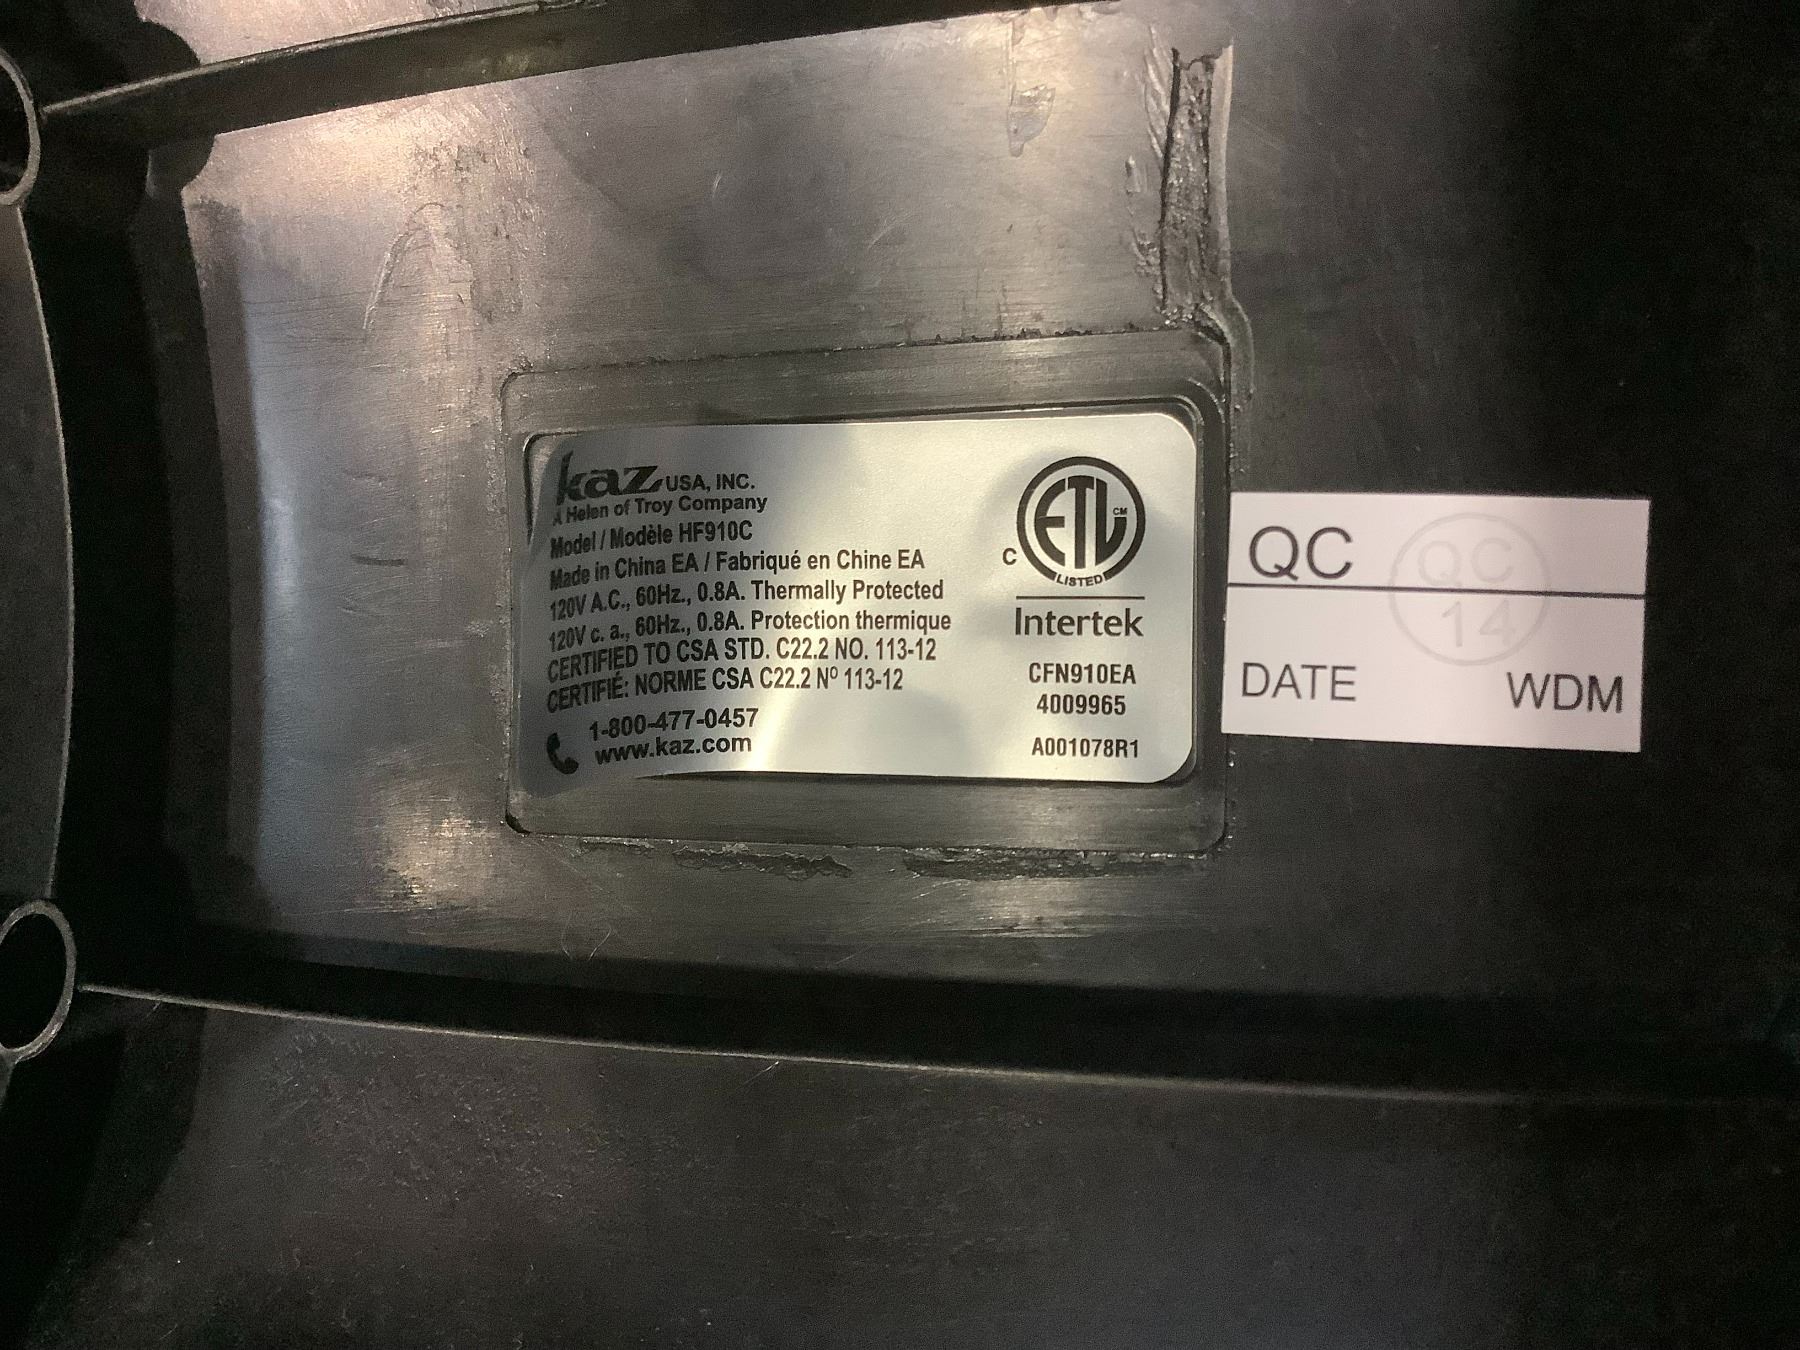 kaz USA, INC.
A Helen of Troy Company
Model / Modèle HF910C
Made in China EA / Fabriqué en Chine EA
120V A.C., 60Hz., 0.8A. Thermally Protected
120V c. a., 60Hz., 0.8A. Protection thermique
CERTIFIED TO CSA STD. C22.2 NO. 113-12
CERTIFIÉ: NORME CSA C22.2 Nº 113-12
1-800-477-0457
www.kaz.com
ETL CM
C
LISTED
Intertek
CFN910EA
4009965
A001078R1
QC
QC
14
DATE
WDM